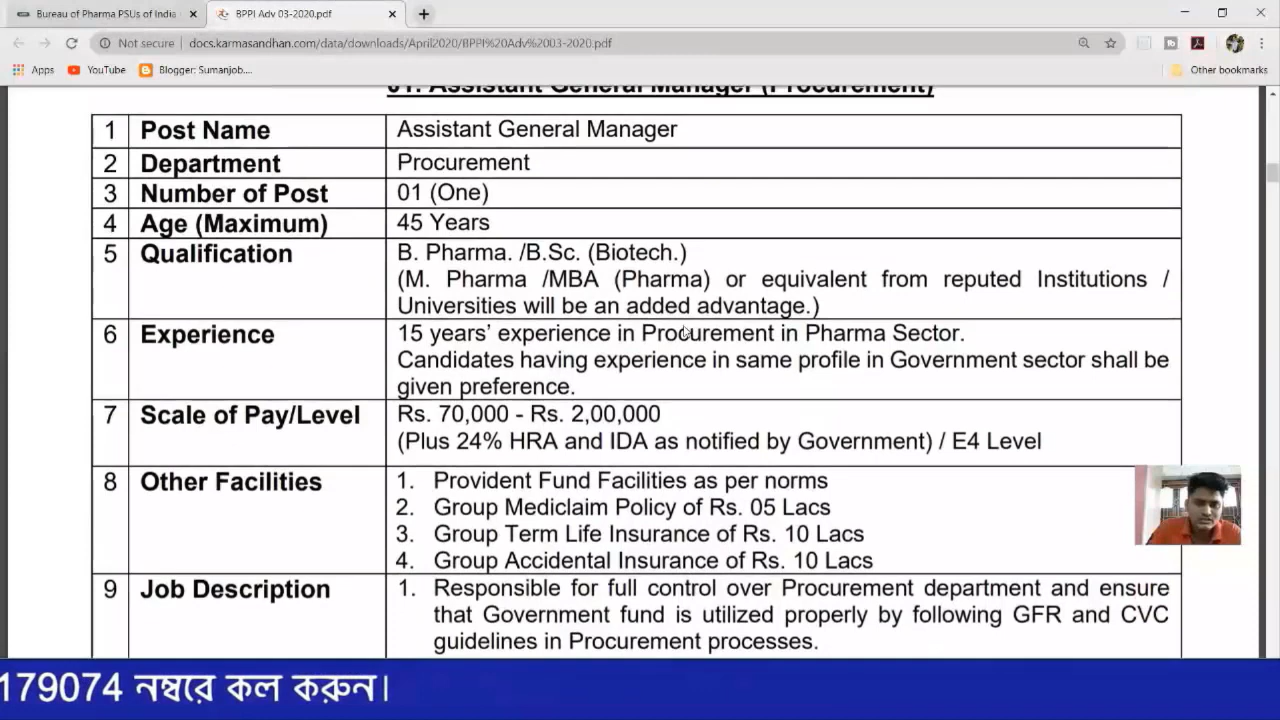 Bureau of Pharma PSUs of India
BPPI Adv 03-2020.pdf
Not secure
docs.karmasandhan.com/data/downloads/April2020/BPPI%20Adv%2003-2020.pdf
Apps
YouTube
Blogger: Sumanjob....
Other bookmarks
01. Assistant General Manager (Procurement)
1 Post Name Assistant General Manager
2 Department Procurement
3 Number of Post 01 (One)
4 Age (Maximum) 45 Years
5 Qualification B. Pharma. /B.Sc. (Biotech.)
(M. Pharma /MBA (Pharma) or equivalent from reputed Institutions /
Universities will be an added advantage.)
6 Experience 15 years’ experience in Procurement in Pharma Sector.
Candidates having experience in same profile in Government sector shall be
given preference.
7 Scale of Pay/Level Rs. 70,000 - Rs. 2,00,000
(Plus 24% HRA and IDA as notified by Government) / E4 Level
8 Other Facilities 1. Provident Fund Facilities as per norms
2. Group Mediclaim Policy of Rs. 05 Lacs
3. Group Term Life Insurance of Rs. 10 Lacs
4. Group Accidental Insurance of Rs. 10 Lacs
9 Job Description 1. Responsible for full control over Procurement department and ensure
that Government fund is utilized properly by following GFR and CVC
guidelines in Procurement processes.
179074 নম্বরে কল করুন।